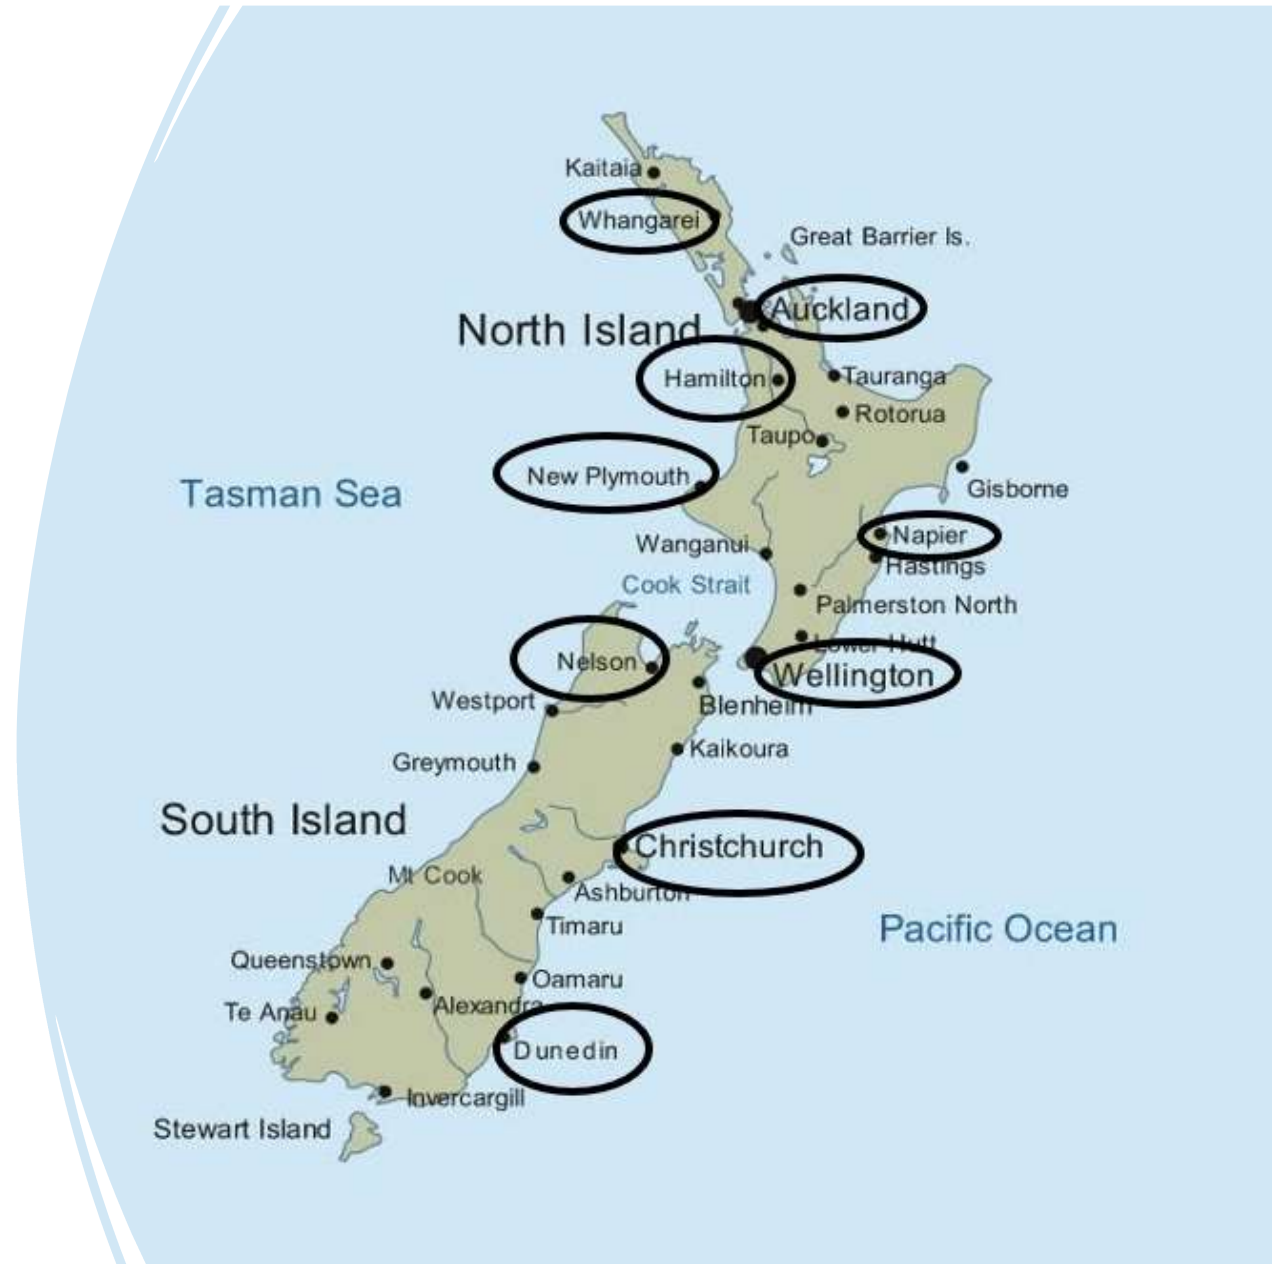 Kaitaia
Whangarei
Great Barrier Is.
Auckland
North Island
Hamilton
Tauranga
Rotorua
Taupo
New Plymouth
Tasman Sea
Gisborne
Napier
Wanganui
Hastings
Cook Strait
Palmerston North
Lower Hutt
Nelson
Wellington
Westport
Blenheim
Kaikoura
Greymouth
South Island
Christchurch
Mt Cook
Ashburton
Timaru
Pacific Ocean
Queenstown
Oamaru
Alexandra
Te Anau
Dunedin
Invercargill
Stewart Island